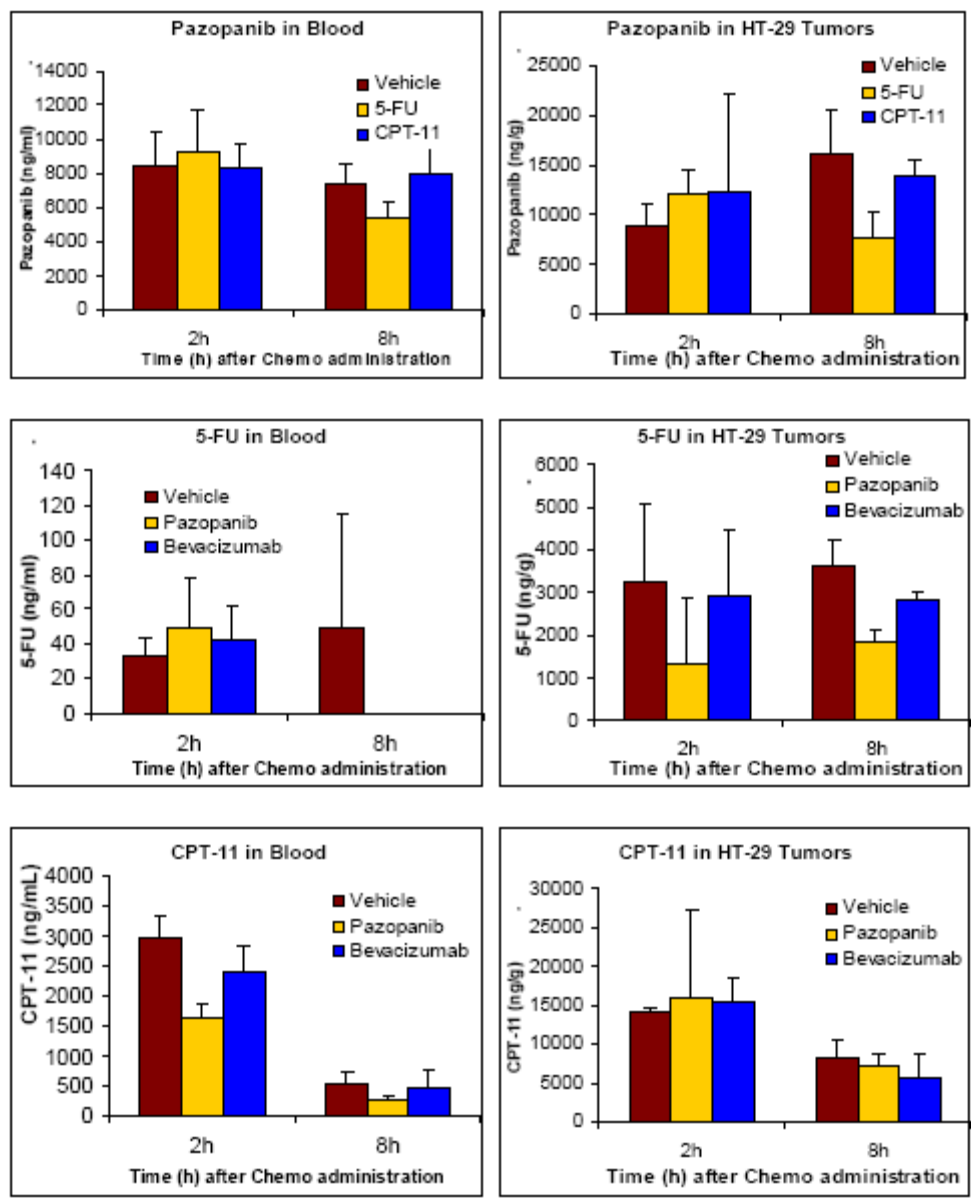 Pazopanib in Blood
Pazopanib (ng/ml)
14000
12000
10000
8000
6000
4000
2000
0
Vehicle
5-FU
CPT-11
2h
8h
Time (h) after Chemo administration
Pazopanib in HT-29 Tumors
Pazopanib (ng/g)
25000
20000
15000
10000
5000
0
Vehicle
5-FU
CPT-11
2h
8h
Time (h) after Chemo administration
5-FU in Blood
5-FU (ng/ml)
140
120
100
80
60
40
20
0
Vehicle
Pazopanib
Bevacizumab
2h
8h
Time (h) after Chemo administration
5-FU in HT-29 Tumors
5-FU (ng/g)
6000
5000
4000
3000
2000
1000
0
Vehicle
Pazopanib
Bevacizumab
2h
8h
Time (h) after Chemo administration
CPT-11 in Blood
CPT-11 (ng/mL)
4000
3500
3000
2500
2000
1500
1000
500
0
Vehicle
Pazopanib
Bevacizumab
2h
8h
Time (h) after Chemo administration
CPT-11 in HT-29 Tumors
CPT-11 (ng/g)
30000
25000
20000
15000
10000
5000
0
Vehicle
Pazopanib
Bevacizumab
2h
8h
Time (h) after Chemo administration